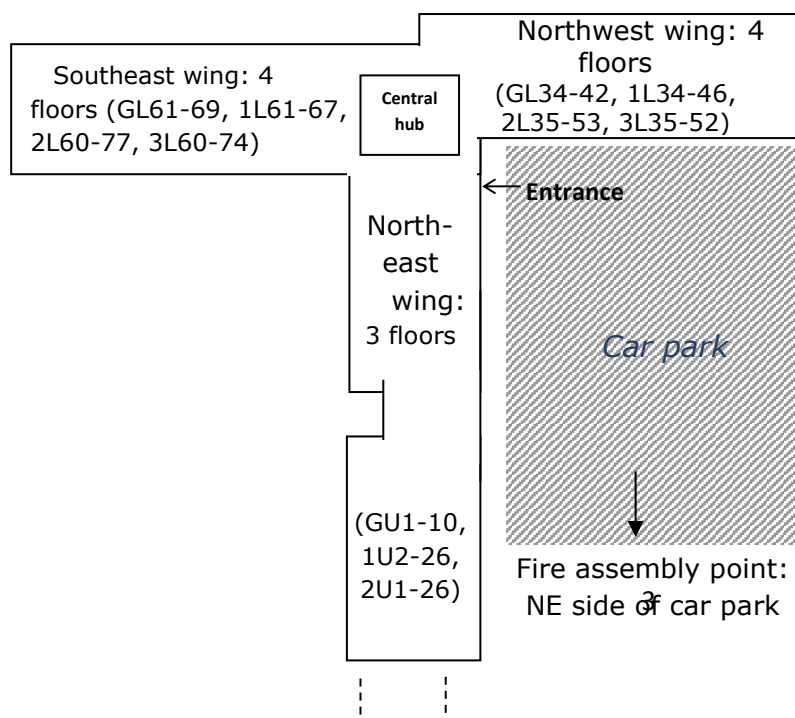 Southeast wing: 4
floors (GL61-69, 1L61-67,
2L60-77, 3L60-74)
Central
hub
Northwest wing: 4
floors
(GL34-42, 1L34-46,
2L35-53, 3L35-52)
Entrance
North-
east
wing:
3 floors
Car park
(GU1-10,
1U2-26,
2U1-26)
Fire assembly point:
NE side of car park
3